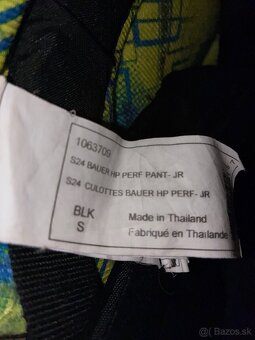 1063709
S24 BAUER HP PERF PANT- JR
S24 CULOTTES BAUER HP PERF- JR
BLK
S
Made in Thailand
Fabriqué en Thaïlande
bazos.sk